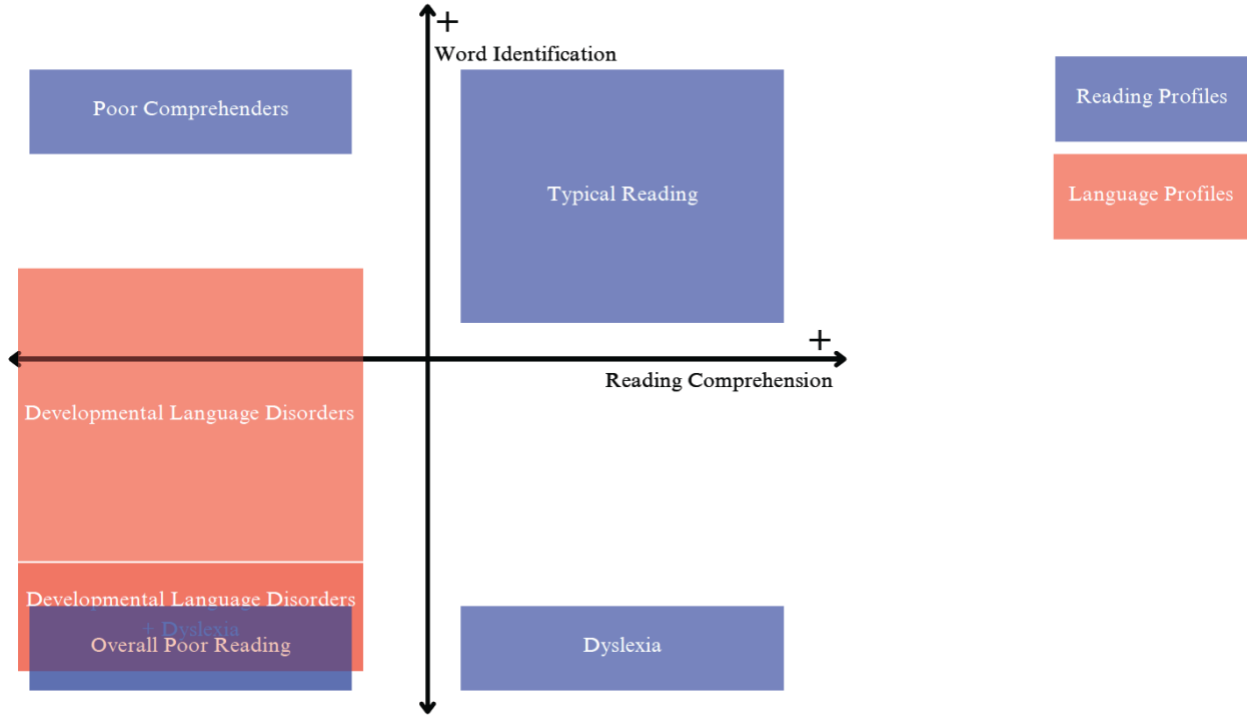 +
Word Identification
Poor Comprehenders
Typical Reading
Reading Profiles
Language Profiles
+
Reading Comprehension
Developmental Language Disorders
Developmental Language Disorders
+ Dyslexia
Overall Poor Reading
Dyslexia